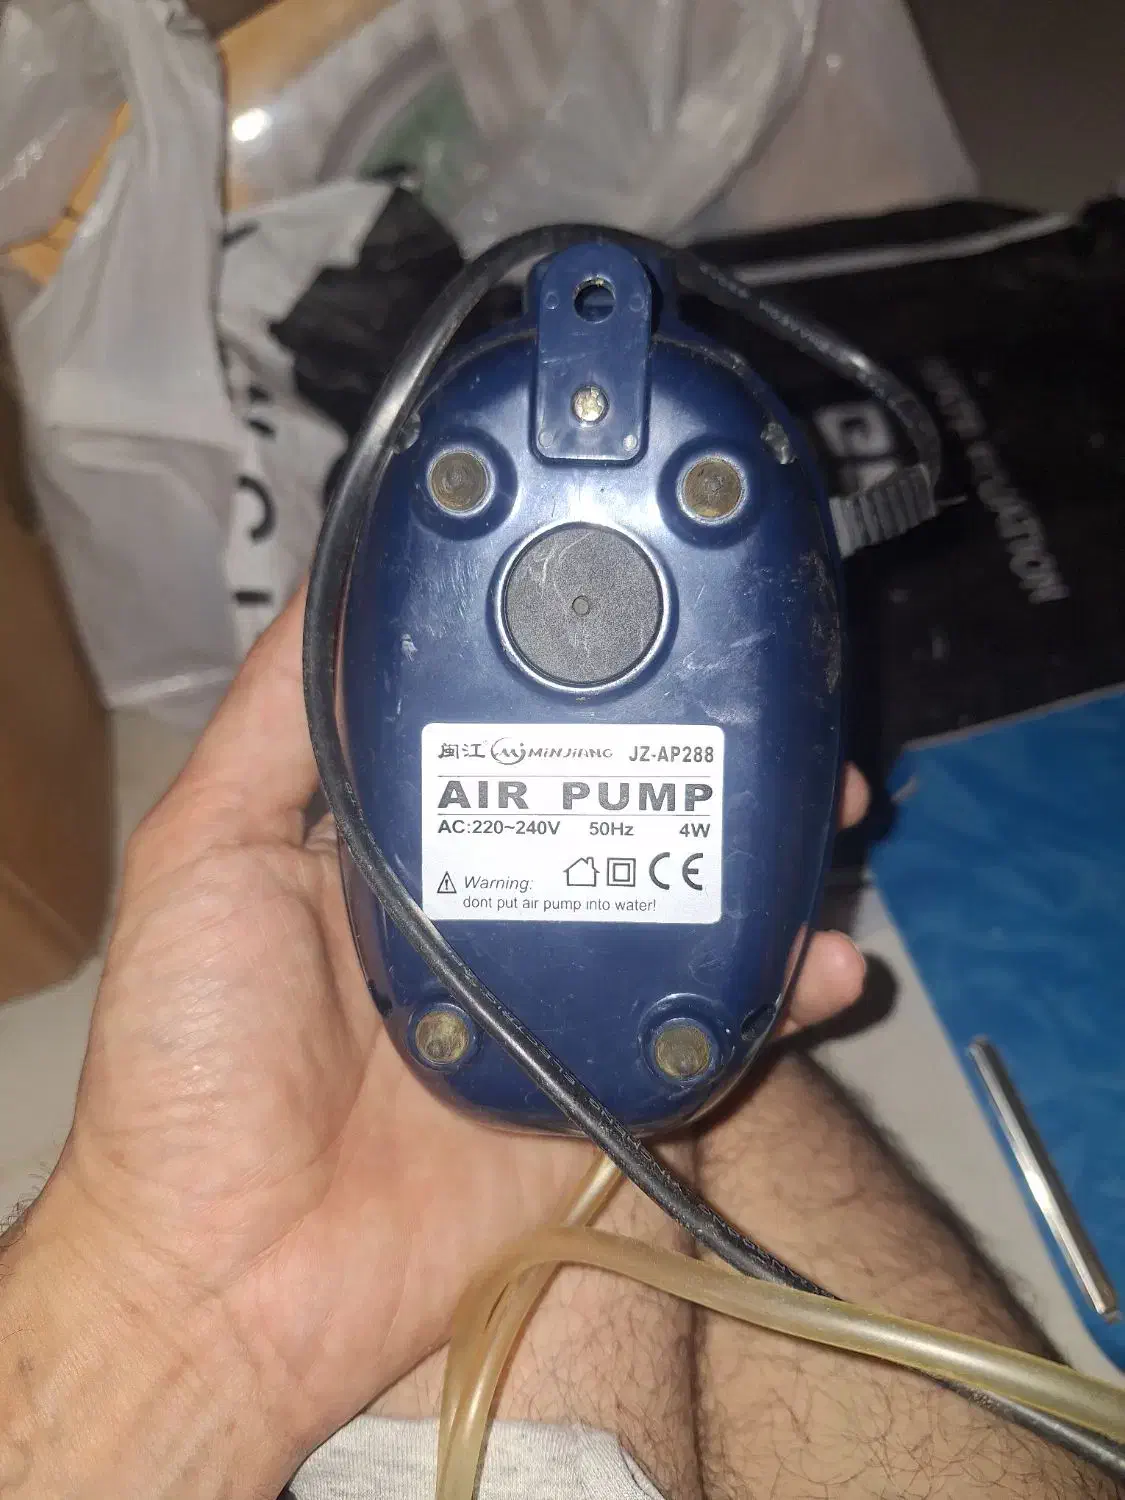 闽江 MINJIANG JZ-AP288
AIR PUMP
AC:220~240V 50Hz 4W
CE
Warning:
dont put air pump into water!